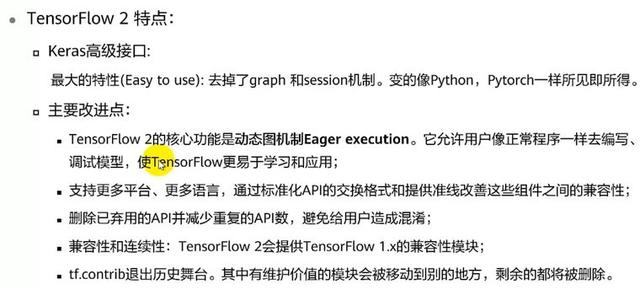 TensorFlow 2 特点：
Keras高级接口:
最大的特性(Easy to use): 去掉了graph 和session机制。变的像Python，Pytorch一样所见即所得。
主要改进点：
TensorFlow 2的核心功能是动态图机制Eager execution。它允许用户像正常程序一样去编写、
调试模型，使TensorFlow更易于学习和应用；
支持更多平台、更多语言，通过标准化API的交换格式和提供准线改善这些组件之间的兼容性；
删除已弃用的API并减少重复的API数，避免给用户造成混淆；
兼容性和连续性：TensorFlow 2会提供TensorFlow 1.x的兼容性模块；
tf.contrib退出历史舞台。其中有维护价值的模块会被移动到别的地方，剩余的都将被删除。